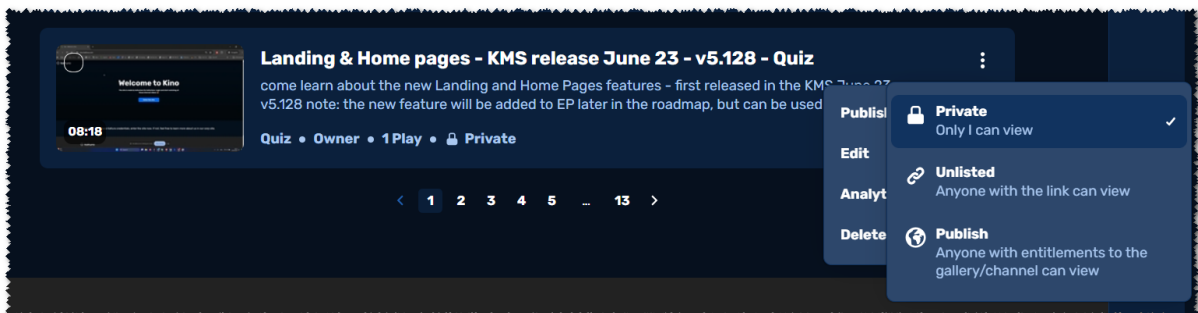 Landing & Home pages - KMS release June 23 - v5.128 - Quiz
come learn about the new Landing and Home Pages features - first released in the KMS June 23
v5.128 note: the new feature will be added to EP later in the roadmap, but can be used
Quiz • Owner • 1 Play • Private
Welcome to Kino
08:18
Edit
Delete
Private
Only I can view
Unlisted
Anyone with the link can view
Publish
Anyone with entitlements to the
gallery/channel can view
1 2 3 4 5 … 13